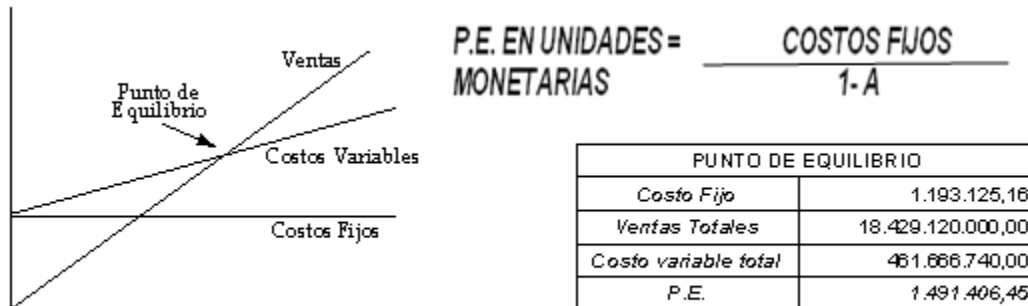 Ventas
Punto de
Equilibrio
Costos Variables
Costos Fijos
P.E. EN UNIDADES = COSTOS FIJOS
MONETARIAS 1- A
PUNTO DE EQUILIBRIO
Costo Fijo 1.193.125,16
Ventas Totales 18.429.120.000,00
Costo variable total 461.666.740,00
P.E. 1.491.406,45